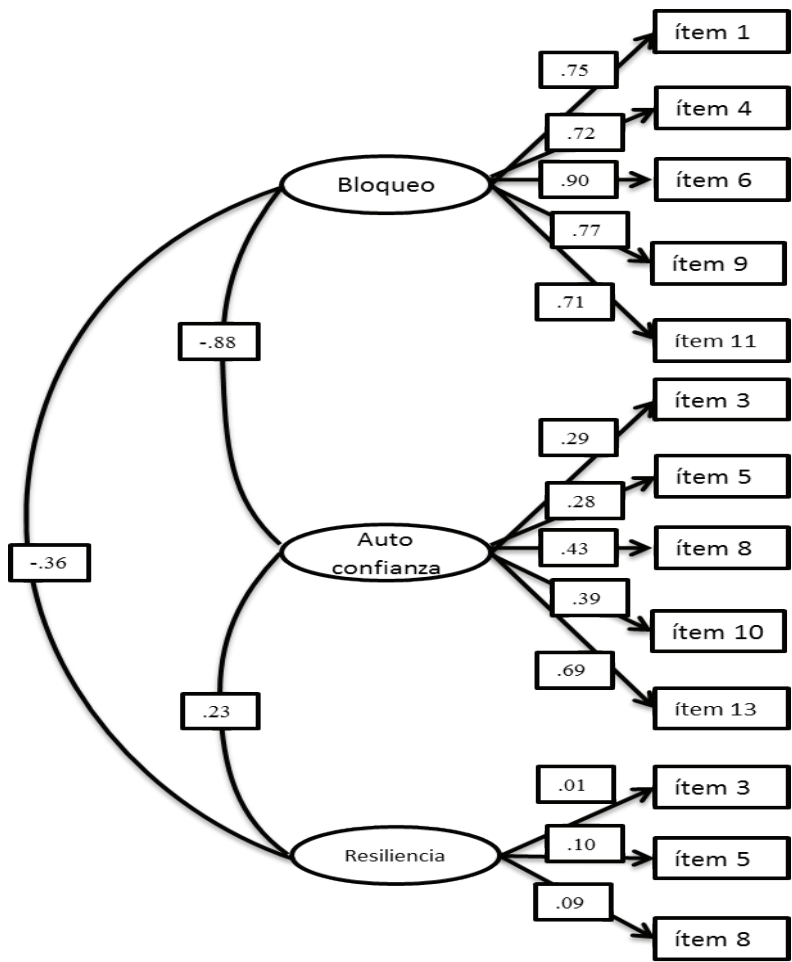 ítem 1
.75
ítem 4
.72
Bloqueo
.90
ítem 6
.77
ítem 9
.71
ítem 11
-.88
ítem 3
.29
ítem 5
.28
Auto
confianza
.43
ítem 8
-.36
.39
ítem 10
.69
ítem 13
.23
.01
ítem 3
.10
Resiliencia
ítem 5
.09
ítem 8